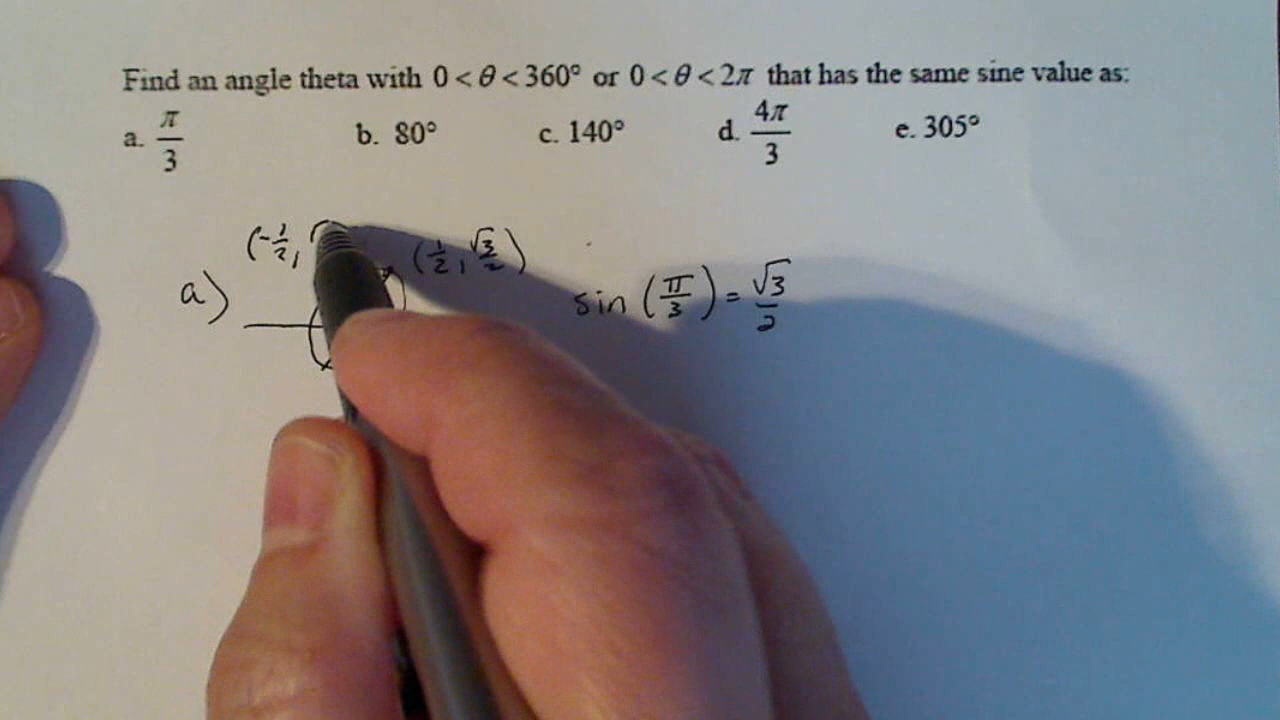 Find an angle theta with 0 < θ < 360° or 0 < θ < 2π that has the same sine value as:
a. π/3 b. 80° c. 140° d. 4π/3 e. 305°
a) (-1/2, (1/2, √3/2) sin (π/3) = √3/2